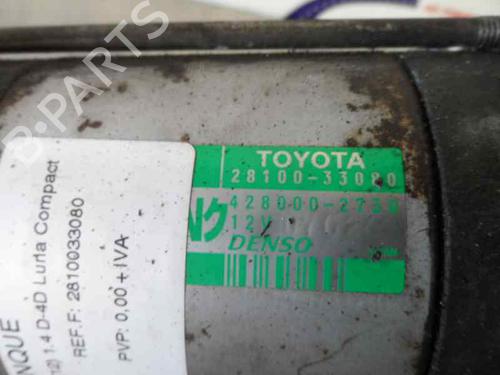 TOYOTA
28100-33080
428000-2730
12V
DENSO
NQUE
12) 1.4 D-4D Luna Compact
REF.F: 2810033080
PVP: 0,00+IVA
B-PARTS